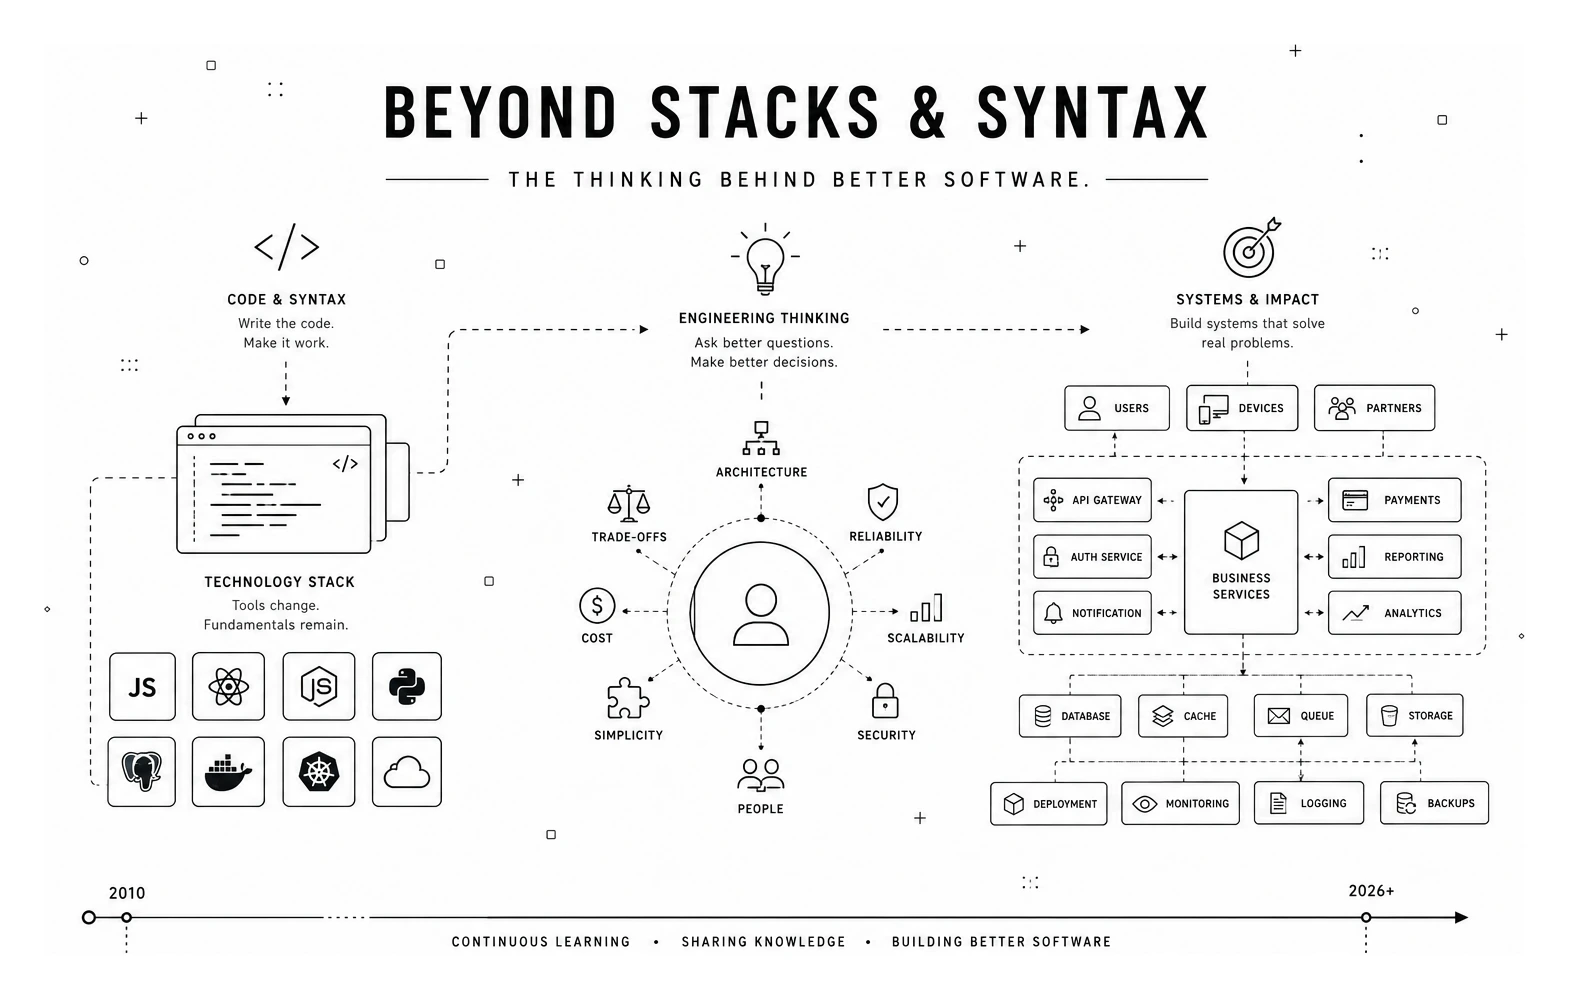 BEYOND STACKS & SYNTAX
THE THINKING BEHIND BETTER SOFTWARE.
</>
CODE & SYNTAX
Write the code.
Make it work.
</>
TECHNOLOGY STACK
Tools change.
Fundamentals remain.
JS
JS
ENGINEERING THINKING
Ask better questions.
Make better decisions.
ARCHITECTURE
TRADE-OFFS
RELIABILITY
$
COST
SCALABILITY
SIMPLICITY
SECURITY
PEOPLE
SYSTEMS & IMPACT
Build systems that solve
real problems.
USERS
DEVICES
PARTNERS
API GATEWAY
PAYMENTS
AUTH SERVICE
REPORTING
BUSINESS
SERVICES
NOTIFICATION
ANALYTICS
DATABASE
CACHE
QUEUE
STORAGE
DEPLOYMENT
MONITORING
LOGGING
BACKUPS
2010
2026+
CONTINUOUS LEARNING • SHARING KNOWLEDGE • BUILDING BETTER SOFTWARE